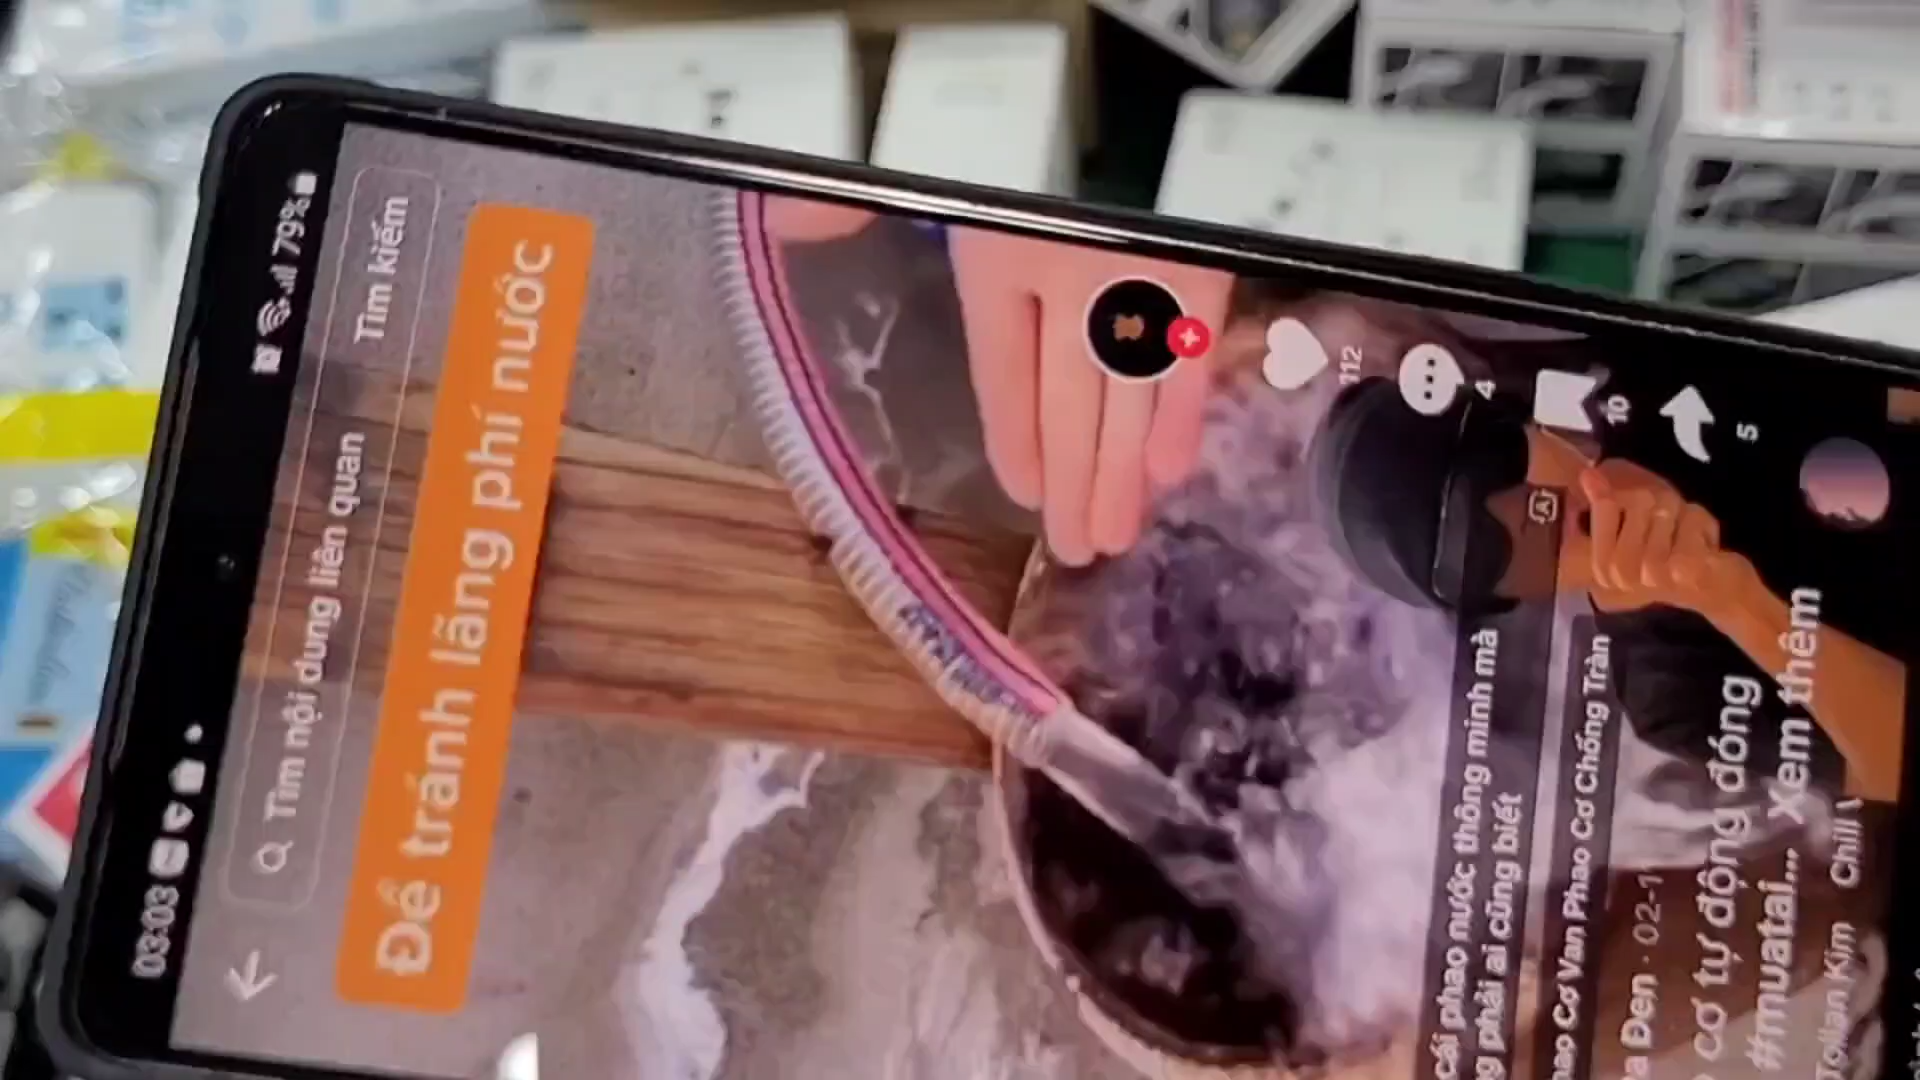 03:03
79%
Tìm nội dung liên quan
Tìm kiếm
Để tránh lãng phí nước
112
4
10
5
cái phao nước thông minh mà
phải ai cũng biết
Cơ Van Phao Cơ Chống Tràn
Đen · 02-1
cơ tự động đóng
#muatai... Xem thêm
Kim Chill